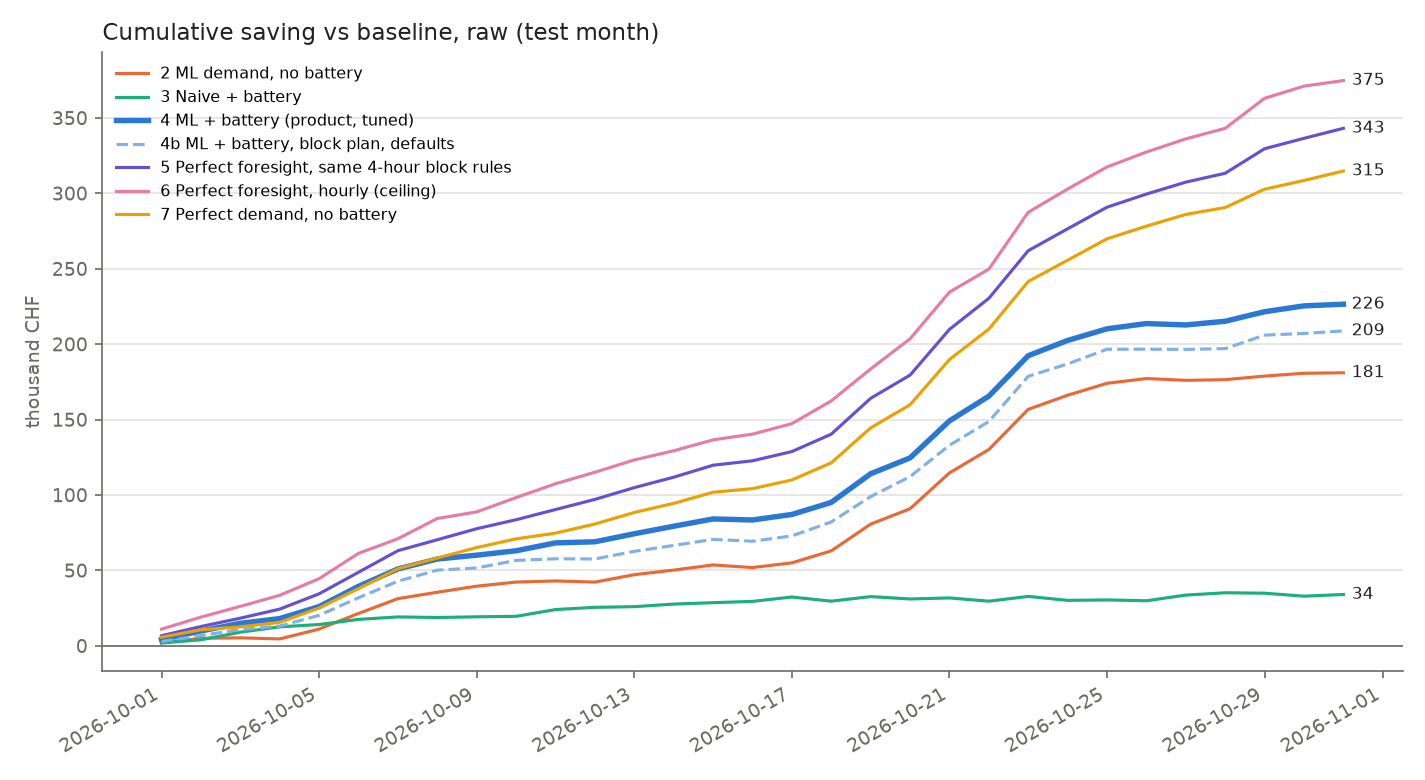 Cumulative saving vs baseline, raw (test month)
2 ML demand, no battery
3 Naive + battery
4 ML + battery (product, tuned)
4b ML + battery, block plan, defaults
5 Perfect foresight, same 4-hour block rules
6 Perfect foresight, hourly (ceiling)
7 Perfect demand, no battery
thousand CHF
350
300
250
200
150
100
50
0
375
343
315
226
209
181
34
2026-10-01
2026-10-05
2026-10-09
2026-10-13
2026-10-17
2026-10-21
2026-10-25
2026-10-29
2026-11-01